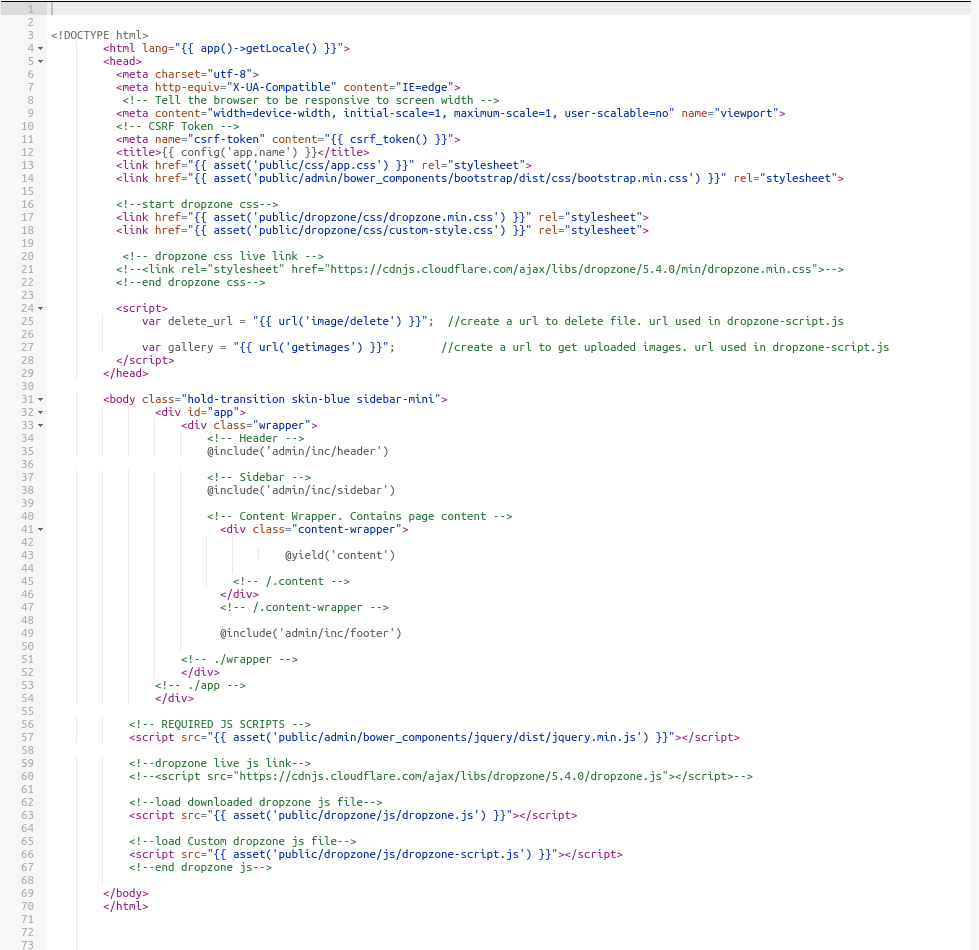 1
2
3 <!DOCTYPE html>
4 <html lang="{{ app()->getLocale() }}">
5 <head>
6 <meta charset="utf-8">
7 <meta http-equiv="X-UA-Compatible" content="IE=edge">
8 <!-- Tell the browser to be responsive to screen width -->
9 <meta content="width=device-width, initial-scale=1, maximum-scale=1, user-scalable=no" name="viewport">
10 <!-- CSRF Token -->
11 <meta name="csrf-token" content="{{ csrf_token() }}">
12 <title>{{ config('app.name') }}</title>
13 <link href="{{ asset('public/css/app.css') }}" rel="stylesheet">
14 <link href="{{ asset('public/admin/bower_components/bootstrap/dist/css/bootstrap.min.css') }}" rel="stylesheet">
15
16 <!--start dropzone css-->
17 <link href="{{ asset('public/dropzone/css/dropzone.min.css') }}" rel="stylesheet">
18 <link href="{{ asset('public/dropzone/css/custom-style.css') }}" rel="stylesheet">
19
20 <!-- dropzone css live link -->
21 <!--<link rel="stylesheet" href="https://cdnjs.cloudflare.com/ajax/libs/dropzone/5.4.0/min/dropzone.min.css">-->
22 <!--end dropzone css-->
23
24 <script>
25 var delete_url = "{{ url('image/delete') }}";  //create a url to delete file. url used in dropzone-script.js
26
27 var gallery = "{{ url('getimages') }}";       //create a url to get uploaded images. url used in dropzone-script.js
28 </script>
29 </head>
30
31 <body class="hold-transition skin-blue sidebar-mini">
32 <div id="app">
33 <div class="wrapper">
34 <!-- Header -->
35 @include('admin/inc/header')
36
37 <!-- Sidebar -->
38 @include('admin/inc/sidebar')
39
40 <!-- Content Wrapper. Contains page content -->
41 <div class="content-wrapper">
42
43 @yield('content')
44
45 <!-- /.content -->
46 </div>
47 <!-- /.content-wrapper -->
48
49 @include('admin/inc/footer')
50
51 <!-- ./wrapper -->
52 </div>
53 <!-- ./app -->
54 </div>
55
56 <!-- REQUIRED JS SCRIPTS -->
57 <script src="{{ asset('public/admin/bower_components/jquery/dist/jquery.min.js') }}"></script>
58
59 <!--dropzone live js link-->
60 <!--<script src="https://cdnjs.cloudflare.com/ajax/libs/dropzone/5.4.0/dropzone.js"></script>-->
61
62 <!--load downloaded dropzone js file-->
63 <script src="{{ asset('public/dropzone/js/dropzone.js') }}"></script>
64
65 <!--load Custom dropzone js file-->
66 <script src="{{ asset('public/dropzone/js/dropzone-script.js') }}"></script>
67 <!--end dropzone js-->
68
69 </body>
70 </html>
71
72
73